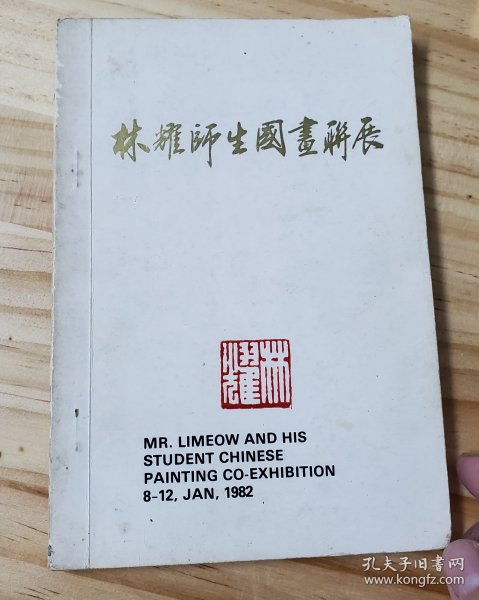 林耀師生國畫聯展
林耀
MR. LIMEOW AND HIS
STUDENT CHINESE
PAINTING CO-EXHIBITION
8-12, JAN, 1982
孔夫子旧书网
www.kongfz.com